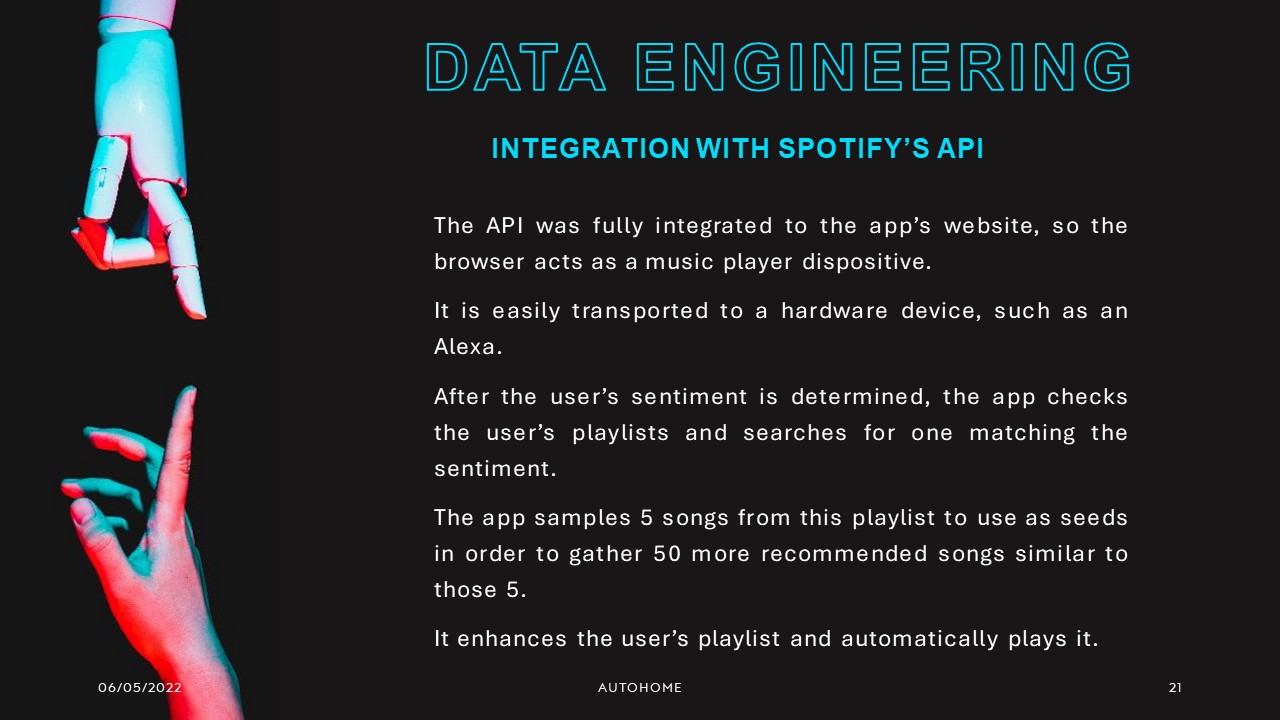 DATA ENGINEERING
INTEGRATION WITH SPOTIFY’S API
The API was fully integrated to the app’s website, so the
browser acts as a music player dispositive.
It is easily transported to a hardware device, such as an
Alexa.
After the user’s sentiment is determined, the app checks
the user’s playlists and searches for one matching the
sentiment.
The app samples 5 songs from this playlist to use as seeds
in order to gather 50 more recommended songs similar to
those 5.
It enhances the user’s playlist and automatically plays it.
06/05/2022
AUTOHOME
21